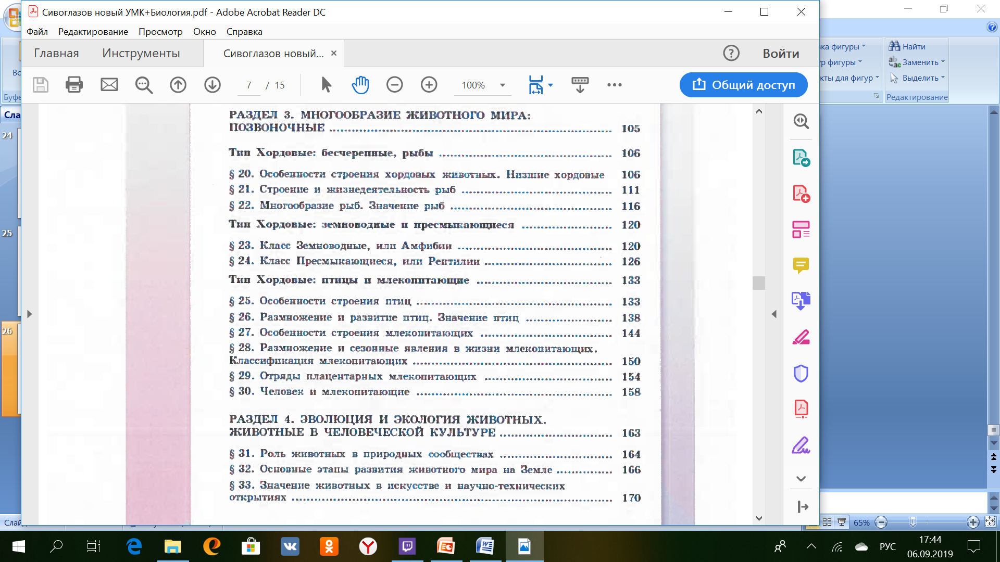 Сивоглазов новый УМК+Биология.pdf - Adobe Acrobat Reader DC
Файл Редактирование Просмотр Окно Справка
Главная Инструменты Сивоглазов новый... × Войти
7 / 15 100% Общий доступ
РАЗДЕЛ 3. МНОГООБРАЗИЕ ЖИВОТНОГО МИРА:
ПОЗВОНОЧНЫЕ ........ 105
Тип Хордовые: бесчерепные, рыбы ........ 106
§ 20. Особенности строения хордовых животных. Низшие хордовые 106
§ 21. Строение и жизнедеятельность рыб ........ 111
§ 22. Многообразие рыб. Значение рыб ........ 116
Тип Хордовые: земноводные и пресмыкающиеся ........ 120
§ 23. Класс Земноводные, или Амфибии ........ 120
§ 24. Класс Пресмыкающиеся, или Рептилии ........ 126
Тип Хордовые: птицы и млекопитающие ........ 133
§ 25. Особенности строения птиц ........ 133
§ 26. Размножение и развитие птиц. Значение птиц ........ 138
§ 27. Особенности строения млекопитающих ........ 144
§ 28. Размножение и сезонные явления в жизни млекопитающих.
Классификация млекопитающих ........ 150
§ 29. Отряды плацентарных млекопитающих ........ 154
§ 30. Человек и млекопитающие ........ 158
РАЗДЕЛ 4. ЭВОЛЮЦИЯ И ЭКОЛОГИЯ ЖИВОТНЫХ.
ЖИВОТНЫЕ В ЧЕЛОВЕЧЕСКОЙ КУЛЬТУРЕ ........ 163
§ 31. Роль животных в природных сообществах ........ 164
§ 32. Основные этапы развития животного мира на Земле ........ 166
§ 33. Значение животных в искусстве и научно-технических
открытиях ........ 170
Найти
фигуры Заменить
для фигур Выделить
Редактирование
24
25
26
65%
РУС 17:44
06.09.2019